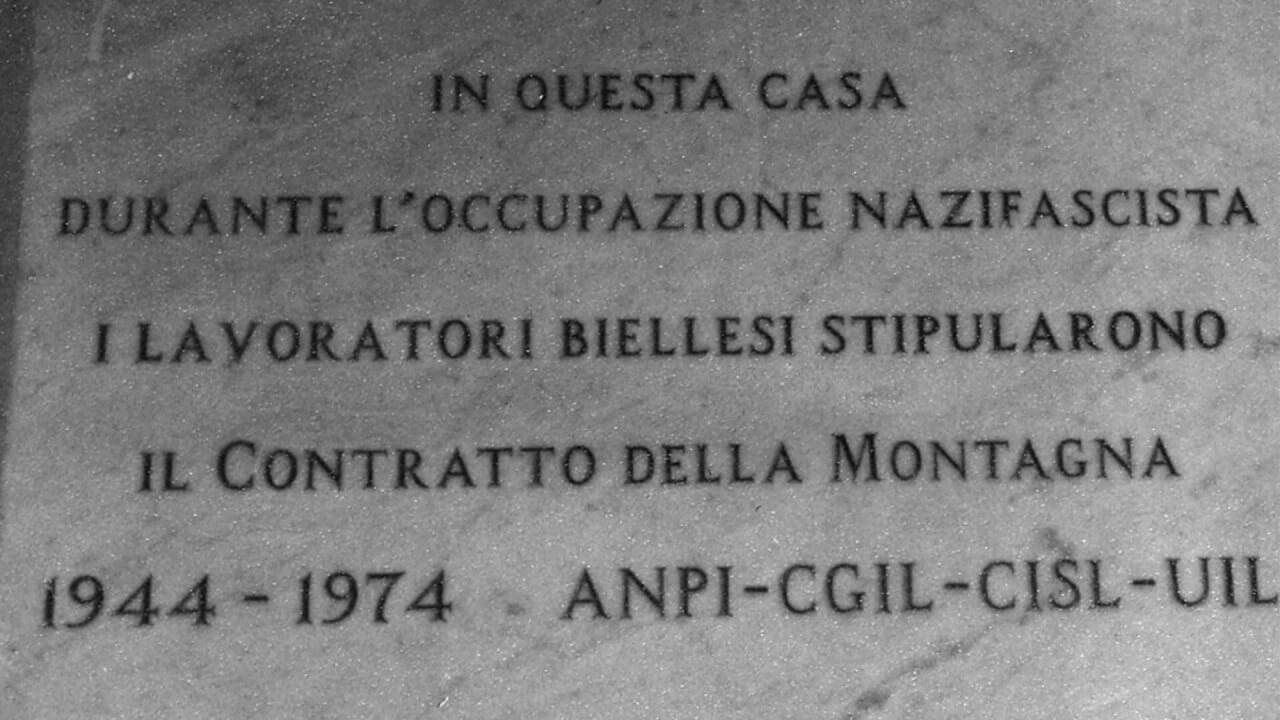 IN QUESTA CASA
DURANTE L'OCCUPAZIONE NAZIFASCISTA
I LAVORATORI BIELLESI STIPULARONO
IL CONTRATTO DELLA MONTAGNA
1944 - 1974 ANPI-CGIL-CISL-UIL